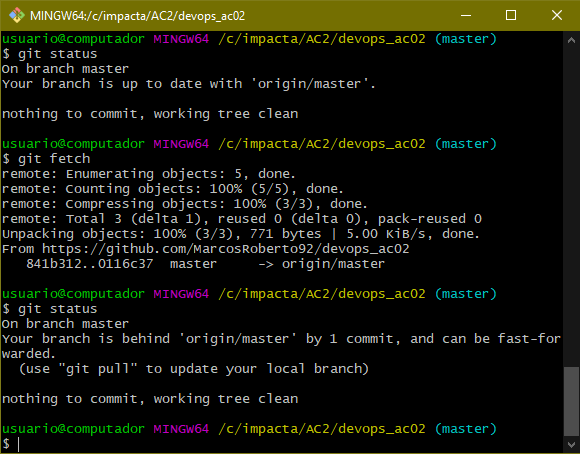 MINGW64:/c/impacta/AC2/devops_ac02
usuario@computador MINGW64 /c/impacta/AC2/devops_ac02 (master)
$ git status
On branch master
Your branch is up to date with 'origin/master'.
nothing to commit, working tree clean
usuario@computador MINGW64 /c/impacta/AC2/devops_ac02 (master)
$ git fetch
remote: Enumerating objects: 5, done.
remote: Counting objects: 100% (5/5), done.
remote: Compressing objects: 100% (3/3), done.
remote: Total 3 (delta 1), reused 0 (delta 0), pack-reused 0
Unpacking objects: 100% (3/3), 771 bytes | 5.00 KiB/s, done.
From https://github.com/MarcosRoberto92/devops_ac02
   841b312..0116c37  master     -> origin/master
usuario@computador MINGW64 /c/impacta/AC2/devops_ac02 (master)
$ git status
On branch master
Your branch is behind 'origin/master' by 1 commit, and can be fast-for
warded.
  (use "git pull" to update your local branch)
nothing to commit, working tree clean
usuario@computador MINGW64 /c/impacta/AC2/devops_ac02 (master)
$